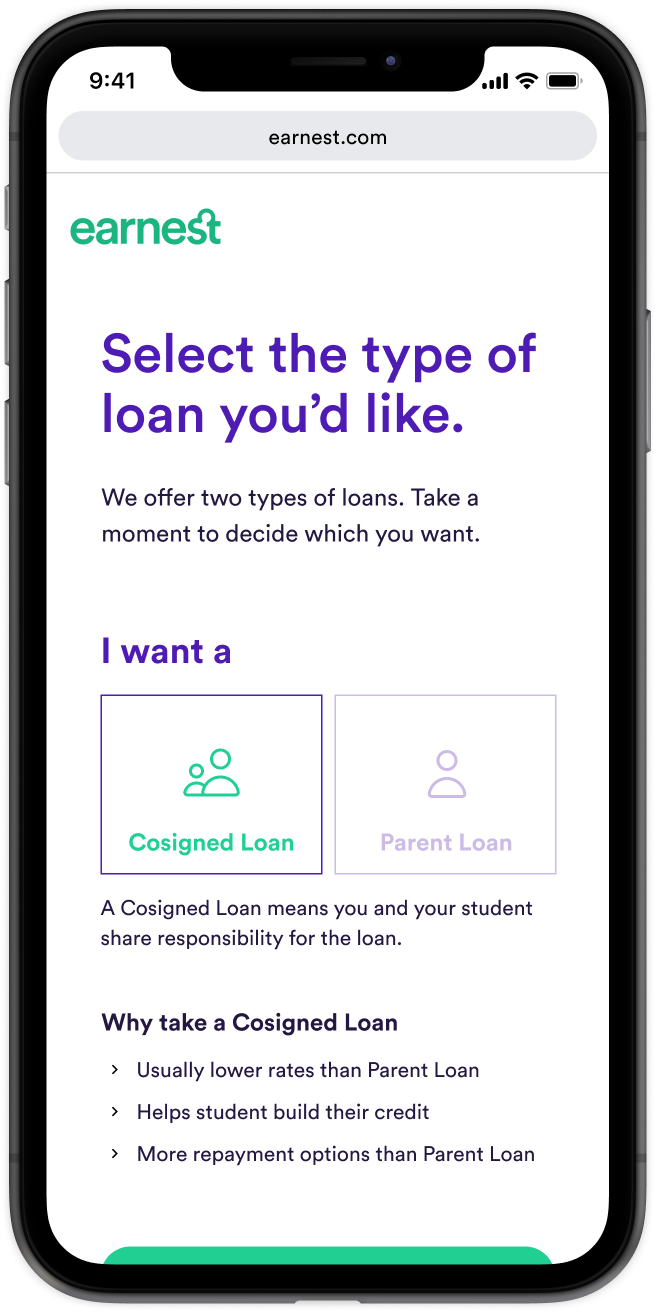 9:41
earnest.com
earnest
Select the type of
loan you’d like.
We offer two types of loans. Take a
moment to decide which you want.
I want a
Cosigned Loan
Parent Loan
A Cosigned Loan means you and your student
share responsibility for the loan.
Why take a Cosigned Loan
Usually lower rates than Parent Loan
Helps student build their credit
More repayment options than Parent Loan